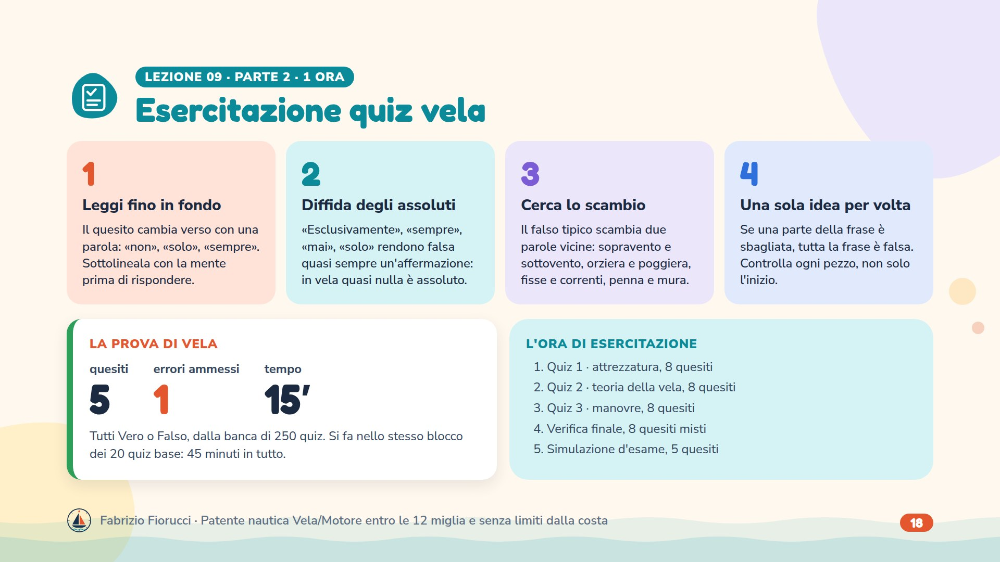 LEZIONE 09 · PARTE 2 · 1 ORA
Esercitazione quiz vela
1
Leggi fino in fondo
Il quesito cambia verso con una
parola: «non», «solo», «sempre».
Sottolineala con la mente
prima di rispondere.
2
Diffida degli assoluti
«Esclusivamente», «sempre»,
«mai», «solo» rendono falsa
quasi sempre un'affermazione:
in vela quasi nulla è assoluto.
3
Cerca lo scambio
Il falso tipico scambia due
parole vicine: sopravento e
sottovento, orziera e poggiera,
fisse e correnti, penna e mura.
4
Una sola idea per volta
Se una parte della frase è
sbagliata, tutta la frase è falsa.
Controlla ogni pezzo, non solo
l'inizio.
LA PROVA DI VELA
quesiti errori ammessi tempo
5 1 15′
Tutti Vero o Falso, dalla banca di 250 quiz. Si fa nello stesso blocco
dei 20 quiz base: 45 minuti in tutto.
L'ORA DI ESERCITAZIONE
1. Quiz 1 · attrezzatura, 8 quesiti
2. Quiz 2 · teoria della vela, 8 quesiti
3. Quiz 3 · manovre, 8 quesiti
4. Verifica finale, 8 quesiti misti
5. Simulazione d'esame, 5 quesiti
Fabrizio Fiorucci · Patente nautica Vela/Motore entro le 12 miglia e senza limiti dalla costa
18